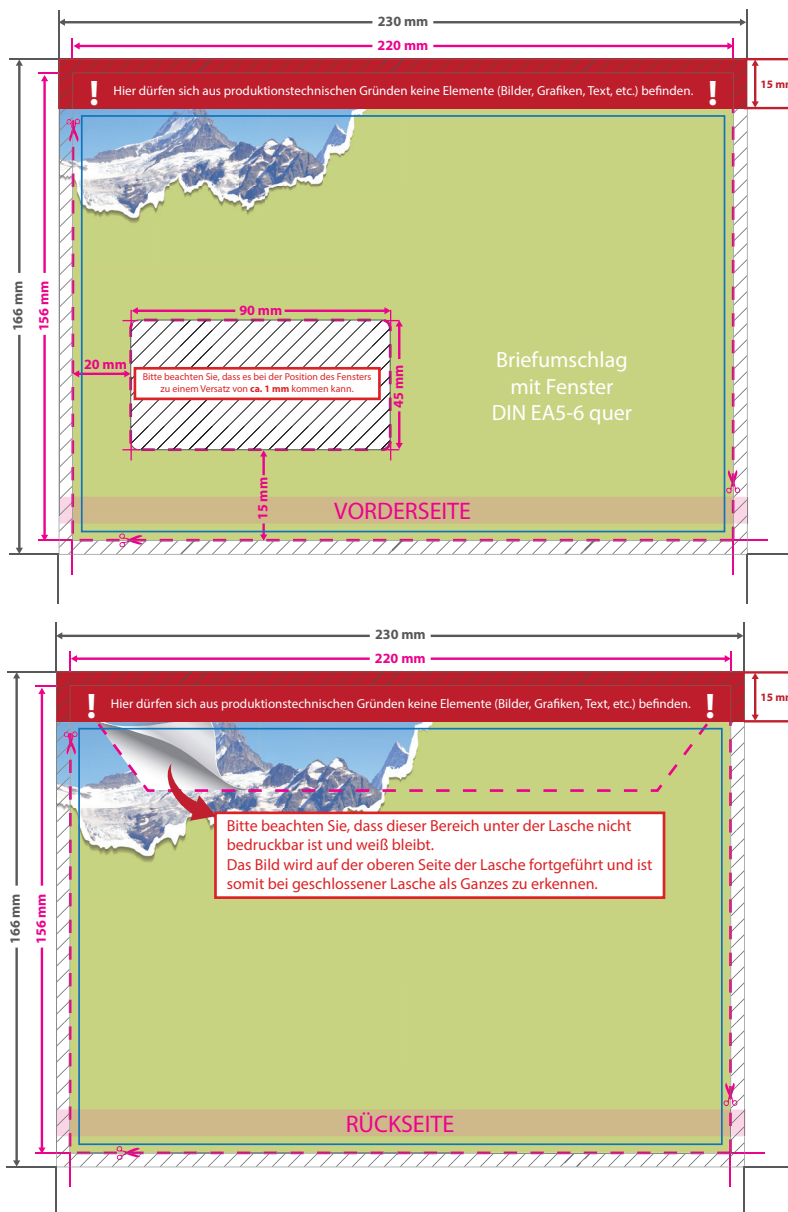 230 mm
220 mm
! Hier dürfen sich aus produktionstechnischen Gründen keine Elemente (Bilder, Grafiken, Text, etc.) befinden. !
15 mm
166 mm
156 mm
90 mm
20 mm
Bitte beachten Sie, dass es bei der Position des Fensters
zu einem Versatz von ca. 1 mm kommen kann.
45 mm
Briefumschlag
mit Fenster
DIN EA5-6 quer
15 mm
VORDERSEITE
230 mm
220 mm
! Hier dürfen sich aus produktionstechnischen Gründen keine Elemente (Bilder, Grafiken, Text, etc.) befinden. !
15 mm
166 mm
156 mm
Bitte beachten Sie, dass dieser Bereich unter der Lasche nicht
bedruckbar ist und weiß bleibt.
Das Bild wird auf der oberen Seite der Lasche fortgeführt und ist
somit bei geschlossener Lasche als Ganzes zu erkennen.
RÜCKSEITE